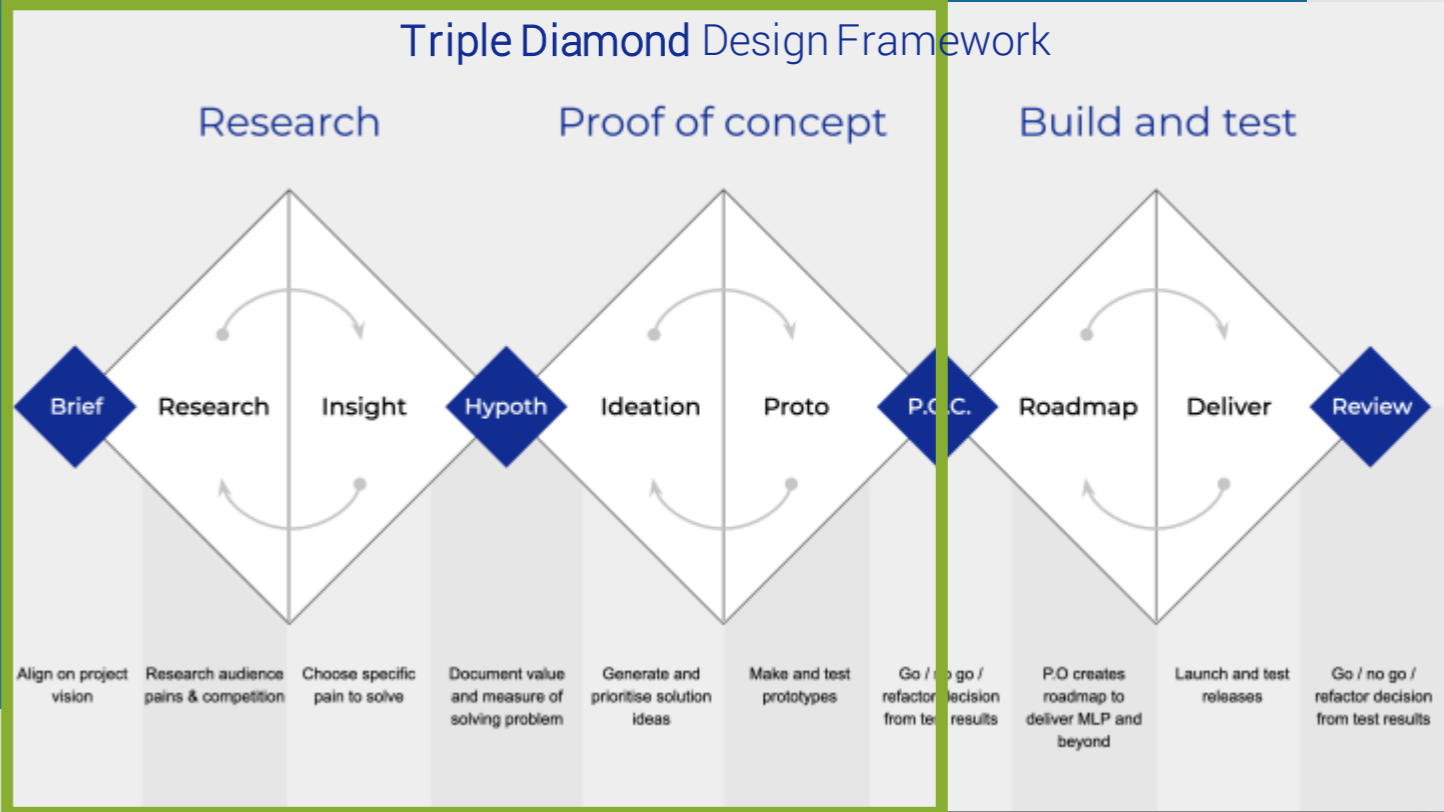 Triple Diamond Design Framework
Research
Proof of concept
Build and test
Brief
Research
Insight
Hypoth
Ideation
Proto
P.O.C.
Roadmap
Deliver
Review
Align on project
vision
Research audience
pains & competition
Choose specific
pain to solve
Document value
and measure of
solving problem
Generate and
prioritise solution
ideas
Make and test
prototypes
Go / no go /
refactor decision
from test results
P.O creates
roadmap to
deliver MLP and
beyond
Launch and test
releases
Go / no go /
refactor decision
from test results